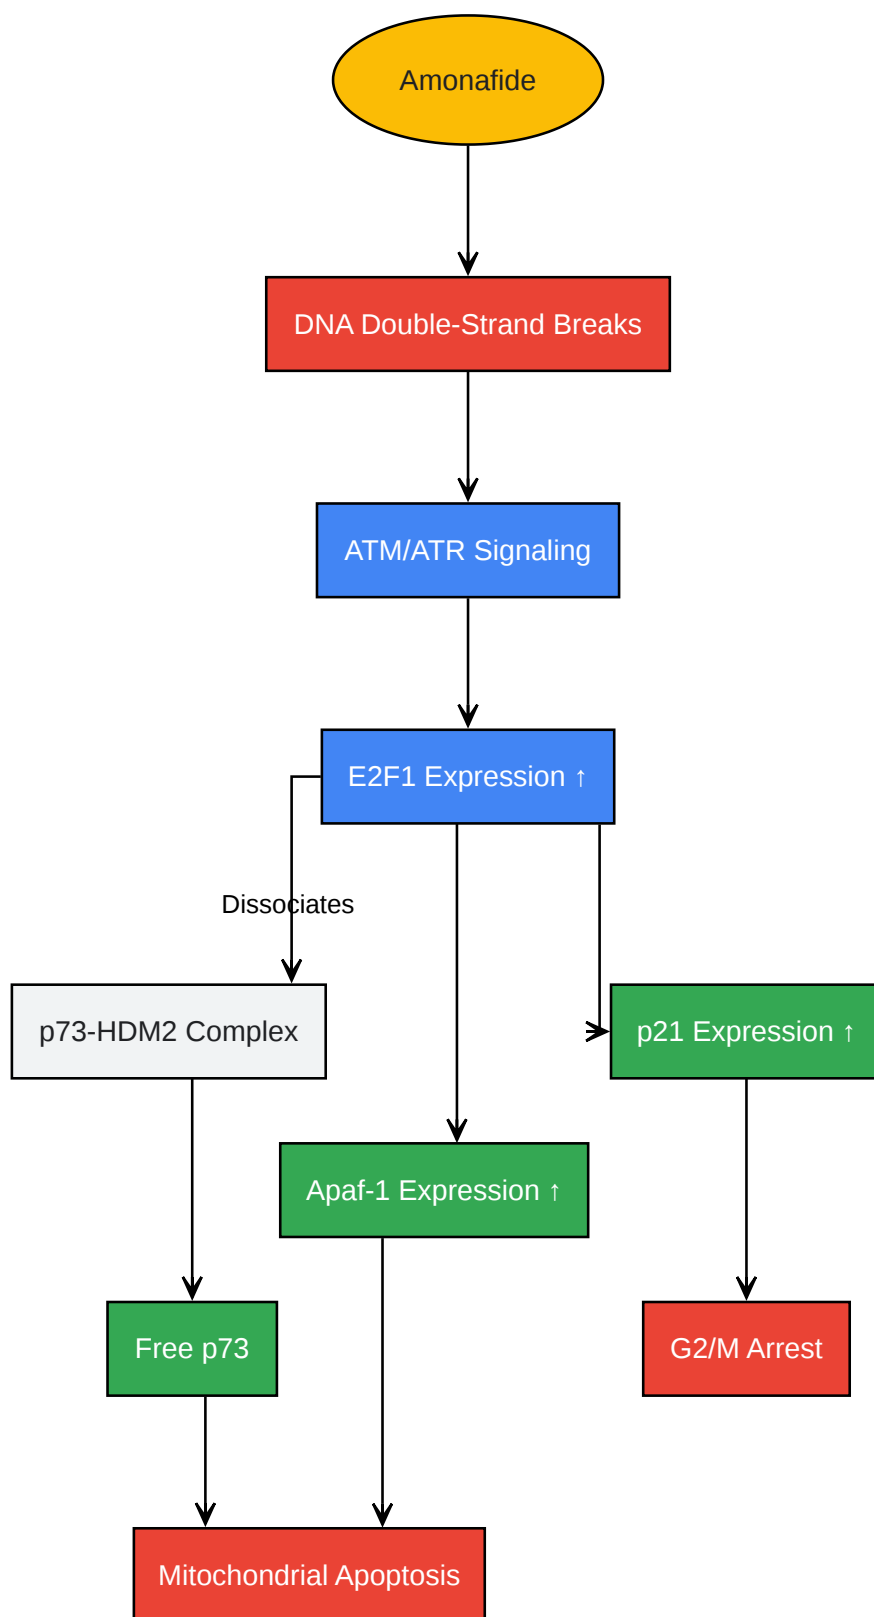 Amonafide
DNA Double-Strand Breaks
ATM/ATR Signaling
E2F1 Expression ↑
Dissociates
p73-HDM2 Complex
p21 Expression ↑
Apaf-1 Expression ↑
Free p73
G2/M Arrest
Mitochondrial Apoptosis